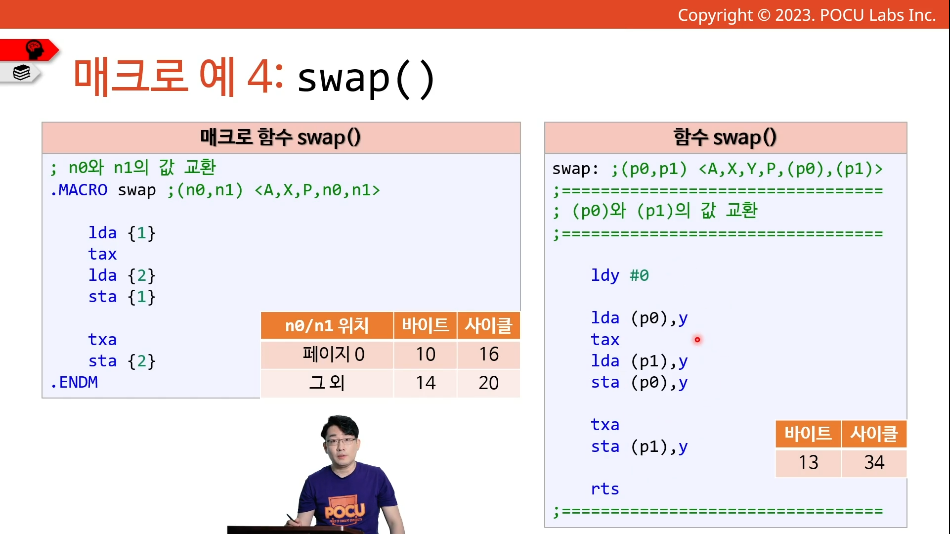 Copyright © 2023. POCU Labs Inc.
매크로 예 4: swap()
매크로 함수 swap()
; n0와 n1의 값 교환
.MACRO swap ;(n0,n1) <A,X,P,n0,n1>
lda {1}
tax
lda {2}
sta {1}
txa
sta {2}
.ENDM
n0/n1 위치 바이트 사이클
페이지 0 10 16
그 외 14 20
함수 swap()
swap: ;(p0,p1) <A,X,Y,P,(p0),(p1)>
;=================================
; (p0)와 (p1)의 값 교환
;=================================
ldy #0
lda (p0),y
tax
lda (p1),y
sta (p0),y
txa
sta (p1),y
rts
;=================================
바이트 사이클
13 34
POCU